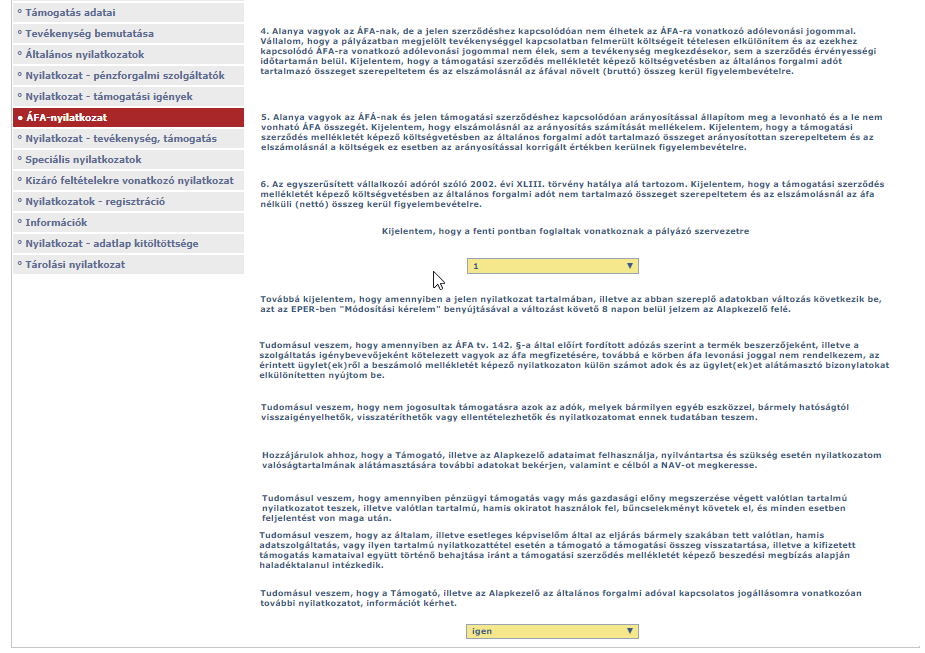 ° Támogatás adatai
° Tevékenység bemutatása
° Általános nyilatkozatok
° Nyilatkozat - pénzforgalmi szolgáltatók
° Nyilatkozat - támogatási igények
• ÁFA-nyilatkozat
° Nyilatkozat - tevékenység, támogatás
° Speciális nyilatkozatok
° Kizáró feltételekre vonatkozó nyilatkozat
° Nyilatkozatok - regisztráció
° Információk
° Nyilatkozat - adatlap kitöltöttsége
° Tárolási nyilatkozat
4. Alanya vagyok az ÁFA-nak, de a jelen szerződéshez kapcsolódóan nem élhetek az ÁFA-ra vonatkozó adólevonási jogommal.
Vállalom, hogy a pályázatban megjelölt tevékenységgel kapcsolatban felmerült költségeit tételesen elkülönítem és az ezekhez
kapcsolódó ÁFA-ra vonatkozó adólevonási jogommal nem élek, sem a tevékenység megkezdésekor, sem a szerződés érvényességi
időtartamán belül. Kijelentem, hogy a támogatási szerződés mellékletét képező költségvetésben az általános forgalmi adót
tartalmazó összeget szerepeltetem és az elszámolásnál az áfával növelt (bruttó) összeg kerül figyelembevételre.
5. Alanya vagyok az ÁFÁ-nak és jelen támogatási szerződéshez kapcsolódóan arányosítással állapítom meg a levonható és a le nem
vonható ÁFA összegét. Kijelentem, hogy elszámolásnál az arányosítás számítását mellékelem. Kijelentem, hogy a támogatási
szerződés mellékletét képező költségvetésben az általános forgalmi adót tartalmazó összeget arányosítottan szerepeltetem és az
elszámolásnál a költségek ez esetben az arányosítással korrigált értékben kerülnek figyelembevételre.
6. Az egyszerűsített vállalkozói adóról szóló 2002. évi XLIII. törvény hatálya alá tartozom. Kijelentem, hogy a támogatási szerződés
mellékletét képező költségvetésben az általános forgalmi adót nem tartalmazó összeget szerepeltetem és az elszámolásnál az áfa
nélküli (nettó) összeg kerül figyelembevételre.
Kijelentem, hogy a fenti pontban foglaltak vonatkoznak a pályázó szervezetre
1
Továbbá kijelentem, hogy amennyiben a jelen nyilatkozat tartalmában, illetve az abban szereplő adatokban változás következik be,
azt az EPER-ben "Módosítási kérelem" benyújtásával a változást követő 8 napon belül jelzem az Alapkezelő felé.
Tudomásul veszem, hogy amennyiben az ÁFA tv. 142. §-a által előírt fordított adózás szerint a termék beszerzőjeként, illetve a
szolgáltatás igénybevevőjeként kötelezett vagyok az áfa megfizetésére, továbbá e körben áfa levonási joggal nem rendelkezem, az
érintett ügylet(ek)ről a beszámoló mellékletét képező nyilatkozaton külön számot adok és az ügylet(ek)et alátámasztó bizonylatokat
elkülönítetten nyújtom be.
Tudomásul veszem, hogy nem jogosultak támogatásra azok az adók, melyek bármilyen egyéb eszközzel, bármely hatóságtól
visszaigényelhetők, visszatéríthetők vagy ellentételezhetők és nyilatkozatomat ennek tudatában teszem.
Hozzájárulok ahhoz, hogy a Támogató, illetve az Alapkezelő adataimat felhasználja, nyilvántartsa és szükség esetén nyilatkozatom
valóságtartalmának alátámasztására további adatokat bekérjen, valamint e célból a NAV-ot megkeresse.
Tudomásul veszem, hogy amennyiben pénzügyi támogatás vagy más gazdasági előny megszerzése végett valótlan tartalmú
nyilatkozatot teszek, illetve valótlan tartalmú, hamis okiratot használok fel, bűncselekményt követek el, és minden esetben
feljelentést von maga után.
Tudomásul veszem, hogy az általam, illetve esetleges képviselőm által az eljárás bármely szakában tett valótlan, hamis
adatszolgáltatás, vagy ilyen tartalmú nyilatkozattétel esetén a támogató a támogatási összeg visszatartása, illetve a kifizetett
támogatás kamataival együtt történő behajtása iránt a támogatási szerződés mellékletét képező beszedési megbízás alapján
haladéktalanul intézkedik.
Tudomásul veszem, hogy a Támogató, illetve az Alapkezelő az általános forgalmi adóval kapcsolatos jogállásomra vonatkozóan
további nyilatkozatot, információt kérhet.
igen